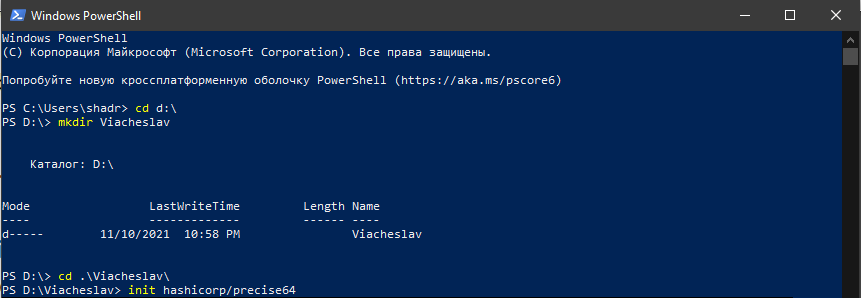 Windows PowerShell
Windows PowerShell
(C) Корпорация Майкрософт (Microsoft Corporation). Все права защищены.
Попробуйте новую кроссплатформенную оболочку PowerShell (https://aka.ms/pscore6)
PS C:\Users\shadr> cd d:\
PS D:\> mkdir Viacheslav
Каталог: D:\
Mode LastWriteTime Length Name
---- ------------- ------ ----
d----- 11/10/2021 10:58 PM Viacheslav
PS D:\> cd .\Viacheslav\
PS D:\Viacheslav> init hashicorp/precise64